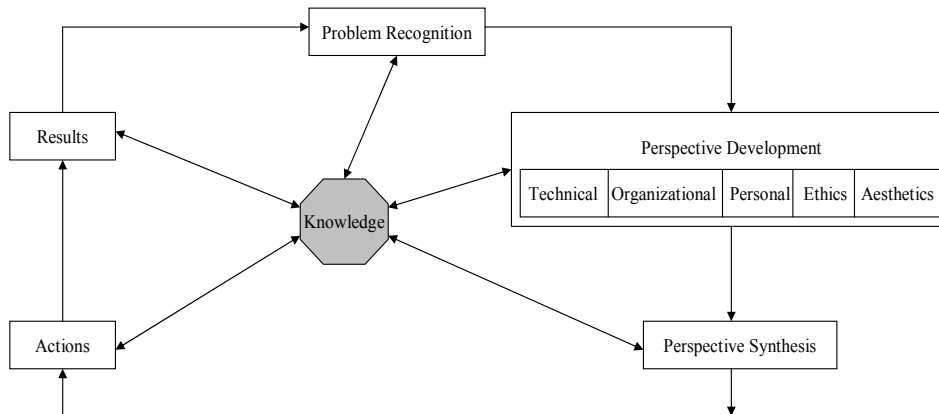 Problem Recognition
Results
Perspective Development
Technical
Organizational
Personal
Ethics
Aesthetics
Knowledge
Actions
Perspective Synthesis